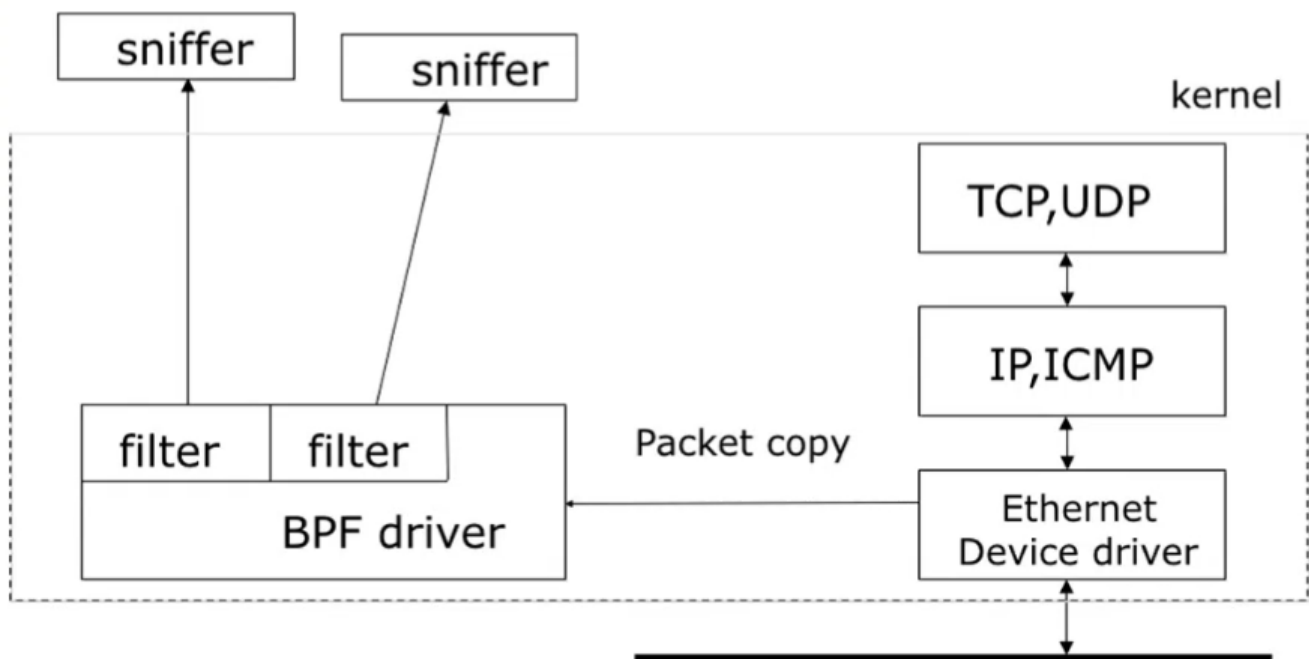 sniffer
sniffer
kernel
TCP,UDP
IP,ICMP
filter
filter
Packet copy
BPF driver
Ethernet
Device driver